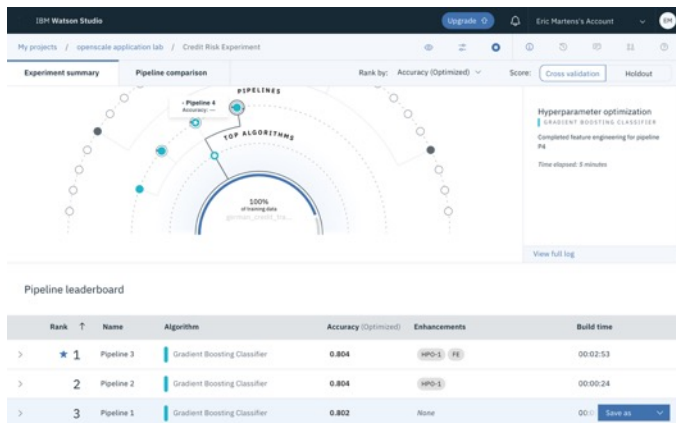 IBM Watson Studio
Upgrade
Eric Martens's Account
EM
My projects / openscale application lab / Credit Risk Experiment
Experiment summary
Pipeline comparison
Rank by: Accuracy (Optimized)
Score: Cross validation Holdout
PIPELINES
Pipeline 4
Accuracy: —
TOP ALGORITHMS
100%
of training data
german_credit_tra...
Hyperparameter optimization
GRADIENT BOOSTING CLASSIFIER
Completed feature engineering for pipeline
P4
Time elapsed: 5 minutes
View full log
Pipeline leaderboard
Rank ↑ Name Algorithm Accuracy (Optimized) Enhancements Build time
1 Pipeline 3 Gradient Boosting Classifier 0.804 HPO-1 FE 00:02:53
2 Pipeline 2 Gradient Boosting Classifier 0.804 HPO-1 00:00:24
3 Pipeline 1 Gradient Boosting Classifier 0.802 None Save as